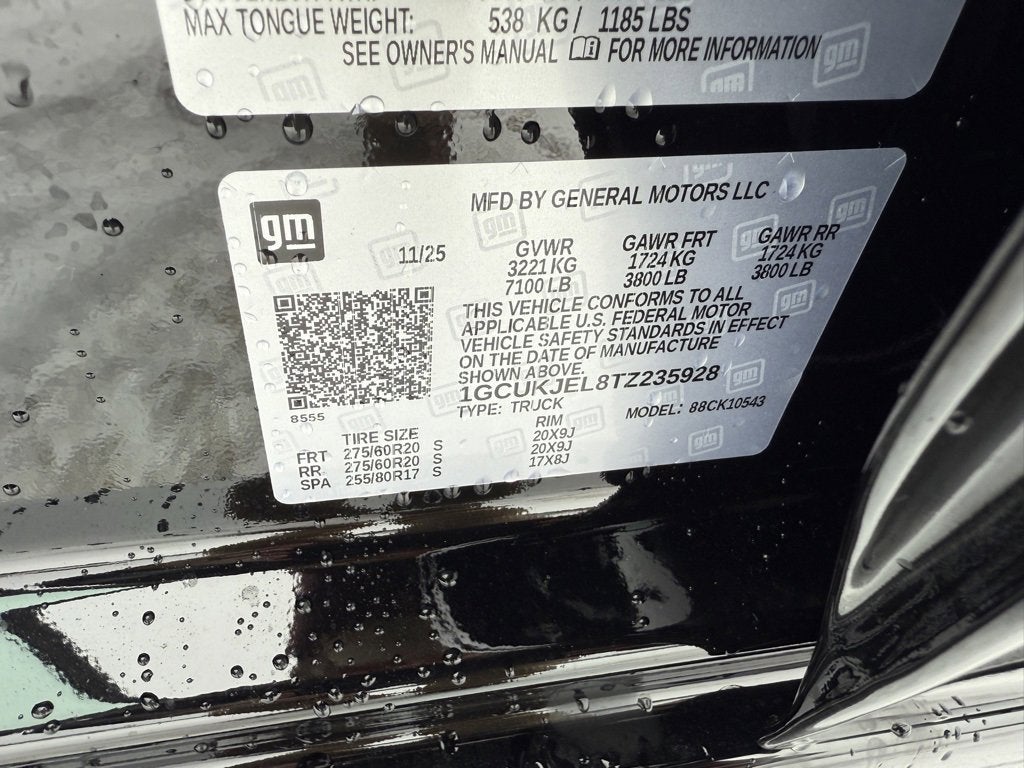 MAX TONGUE WEIGHT: 538 KG / 1185 LBS
SEE OWNER'S MANUAL FOR MORE INFORMATION
gm
MFD BY GENERAL MOTORS LLC
11/25
GVWR GAWR FRT GAWR RR
3221 KG 1724 KG 1724 KG
7100 LB 3800 LB 3800 LB
THIS VEHICLE CONFORMS TO ALL
APPLICABLE U.S. FEDERAL MOTOR
VEHICLE SAFETY STANDARDS IN EFFECT
ON THE DATE OF MANUFACTURE
SHOWN ABOVE.
1GCUKJEL8TZ235928
TYPE: TRUCK MODEL: 88CK10543
8555
TIRE SIZE RIM
FRT 275/60R20 S 20X9J
RR 275/60R20 S 20X9J
SPA 255/80R17 S 17X8J